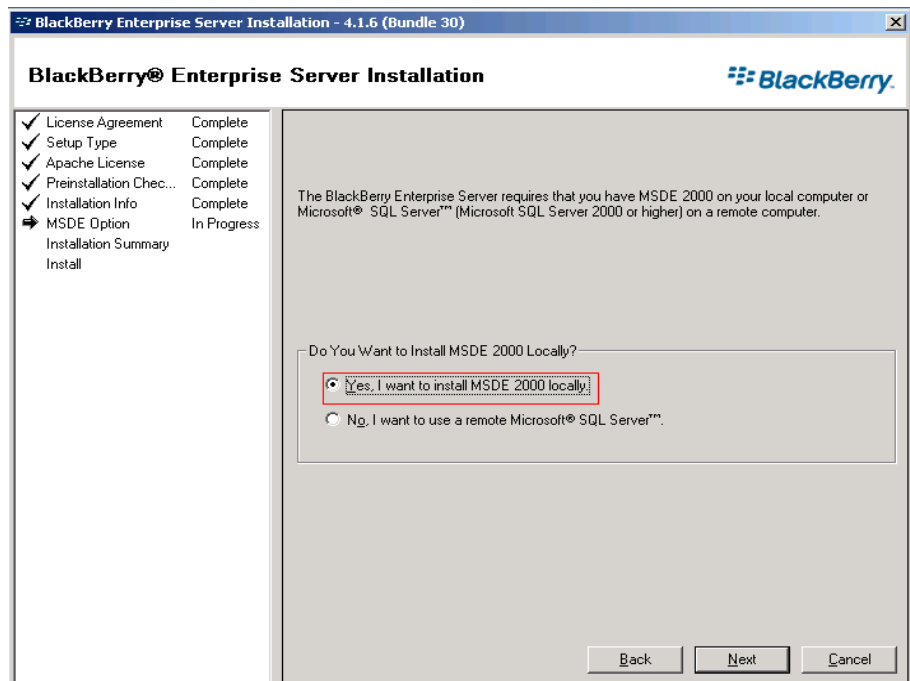 BlackBerry Enterprise Server Installation - 4.1.6 (Bundle 30)
BlackBerry® Enterprise Server Installation
BlackBerry.
License Agreement Complete
Setup Type Complete
Apache License Complete
Preinstallation Chec... Complete
Installation Info Complete
MSDE Option In Progress
Installation Summary
Install
The BlackBerry Enterprise Server requires that you have MSDE 2000 on your local computer or
Microsoft® SQL Server™ (Microsoft SQL Server 2000 or higher) on a remote computer.
Do You Want to Install MSDE 2000 Locally?
Yes, I want to install MSDE 2000 locally.
No, I want to use a remote Microsoft® SQL Server™.
Back Next Cancel